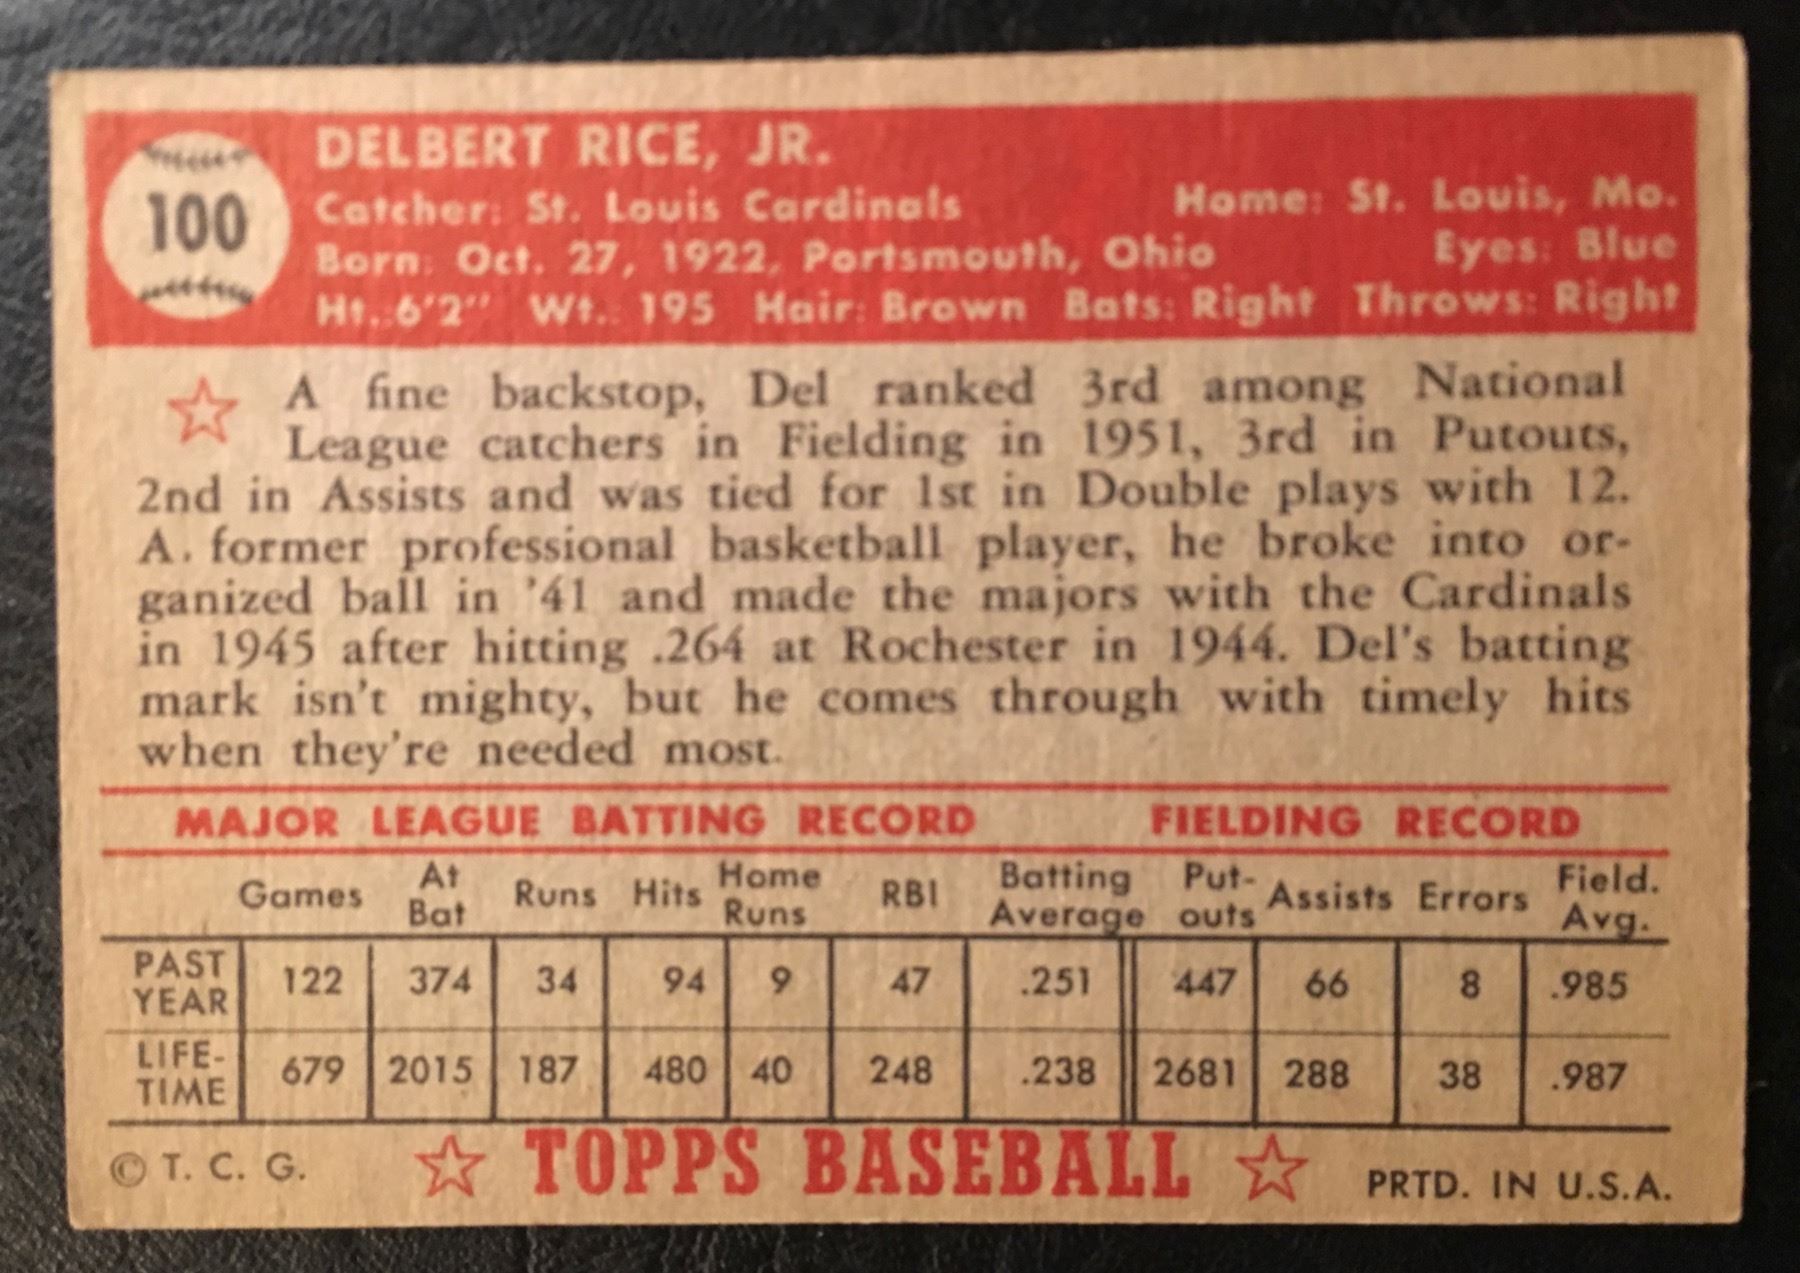 100
DELBERT RICE, JR.
Catcher: St. Louis Cardinals Home: St. Louis, Mo.
Born: Oct. 27, 1922, Portsmouth, Ohio Eyes: Blue
Ht.:6'2" Wt.: 195 Hair: Brown Bats: Right Throws: Right
A fine backstop, Del ranked 3rd among National
League catchers in Fielding in 1951, 3rd in Putouts,
2nd in Assists and was tied for 1st in Double plays with 12.
A. former professional basketball player, he broke into or-
ganized ball in '41 and made the majors with the Cardinals
in 1945 after hitting .264 at Rochester in 1944. Del's batting
mark isn't mighty, but he comes through with timely hits
when they're needed most.
MAJOR LEAGUE BATTING RECORD FIELDING RECORD
Games At Bat Runs Hits Home Runs RBI Batting Average Put-outs Assists Errors Field. Avg.
PAST YEAR 122 374 34 94 9 47 .251 447 66 8 .985
LIFE-TIME 679 2015 187 480 40 248 .238 2681 288 38 .987
© T. C. G. TOPPS BASEBALL PRTD. IN U.S.A.